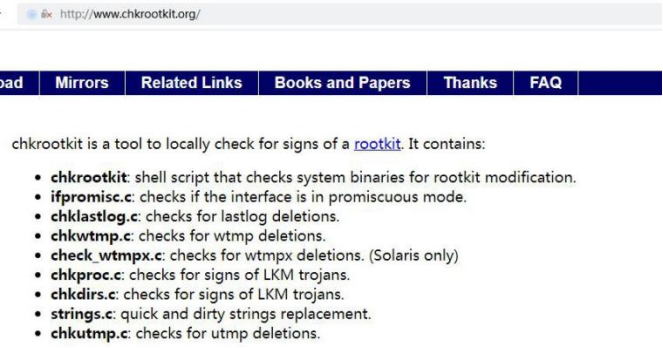 http://www.chkrootkit.org/
oad Mirrors Related Links Books and Papers Thanks FAQ
chkrootkit is a tool to locally check for signs of a rootkit. It contains:
• chkrootkit: shell script that checks system binaries for rootkit modification.
• ifpromisc.c: checks if the interface is in promiscuous mode.
• chklastlog.c: checks for lastlog deletions.
• chkwtmp.c: checks for wtmp deletions.
• check_wtmpx.c: checks for wtmpx deletions. (Solaris only)
• chkproc.c: checks for signs of LKM trojans.
• chkdirs.c: checks for signs of LKM trojans.
• strings.c: quick and dirty strings replacement.
• chkutmp.c: checks for utmp deletions.